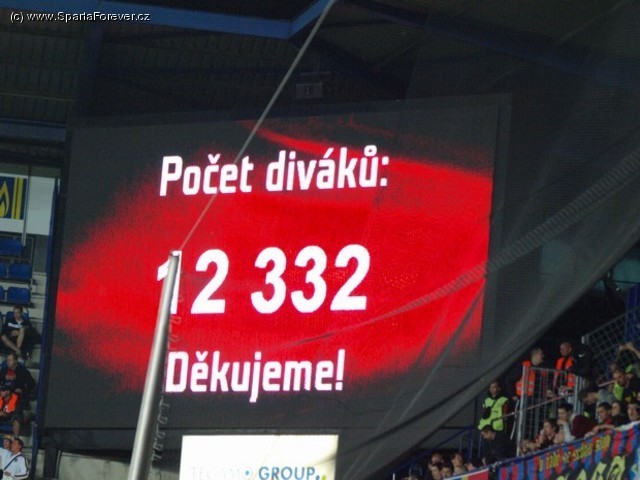 (c) www.SpartaForever.cz
Počet diváků:
12 332
Děkujeme!
GROUP